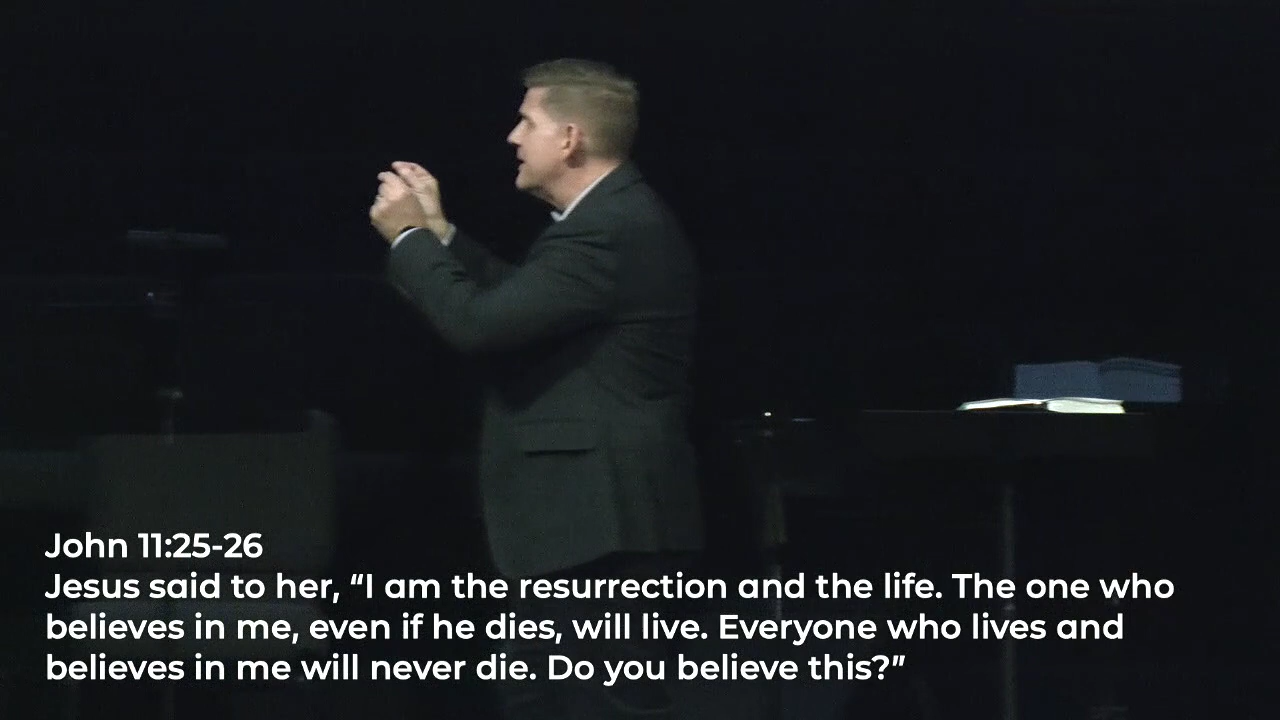 John 11:25-26
Jesus said to her, “I am the resurrection and the life. The one who
believes in me, even if he dies, will live. Everyone who lives and
believes in me will never die. Do you believe this?”